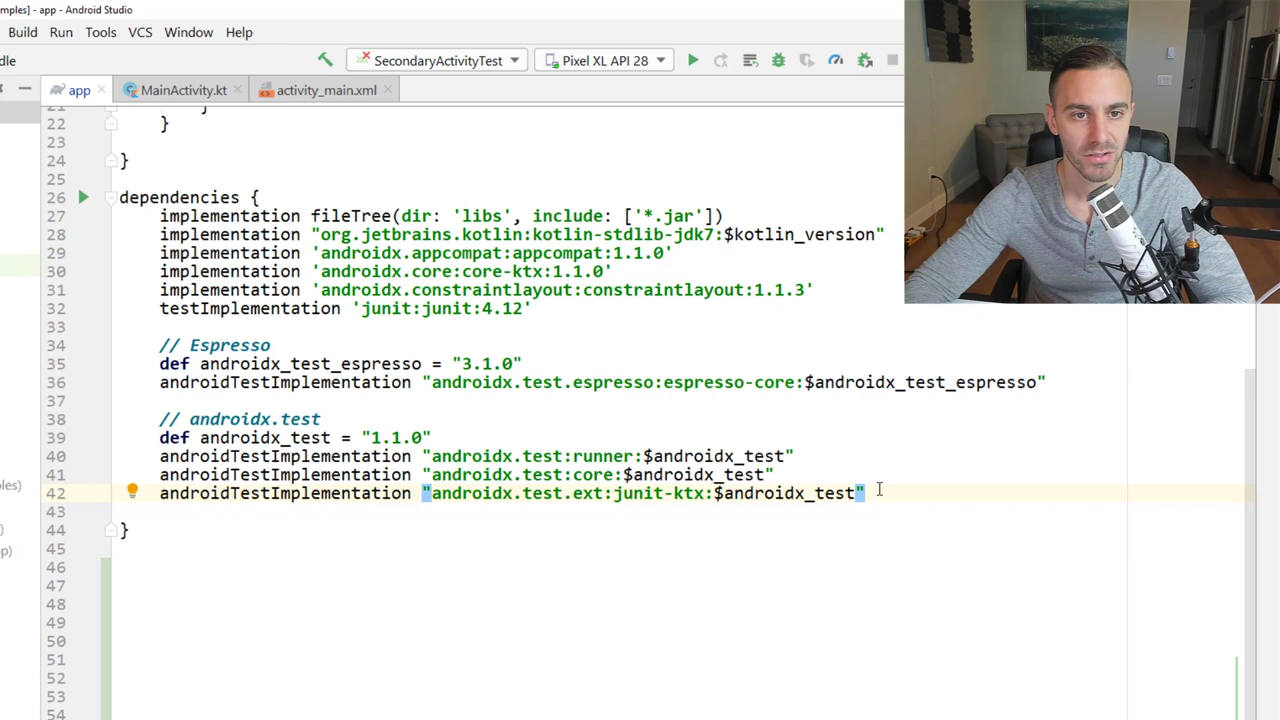 mples] - app - Android Studio
Build Run Tools VCS Window Help
dle SecondaryActivityTest Pixel XL API 28
app MainActivity.kt activity_main.xml
21 }
22 }
23
24 }
25
26 dependencies {
27 implementation fileTree(dir: 'libs', include: ['*.jar'])
28 implementation "org.jetbrains.kotlin:kotlin-stdlib-jdk7:$kotlin_version"
29 implementation 'androidx.appcompat:appcompat:1.1.0'
30 implementation 'androidx.core:core-ktx:1.1.0'
31 implementation 'androidx.constraintlayout:constraintlayout:1.1.3'
32 testImplementation 'junit:junit:4.12'
33
34 // Espresso
35 def androidx_test_espresso = "3.1.0"
36 androidTestImplementation "androidx.test.espresso:espresso-core:$androidx_test_espresso"
37
38 // androidx.test
39 def androidx_test = "1.1.0"
40 androidTestImplementation "androidx.test:runner:$androidx_test"
41 androidTestImplementation "androidx.test:core:$androidx_test"
les) 42 androidTestImplementation "androidx.test.ext:junit-ktx:$androidx_test"
43
) 44 }
pp) 45
46
47
48
49
50
51
52
53
54